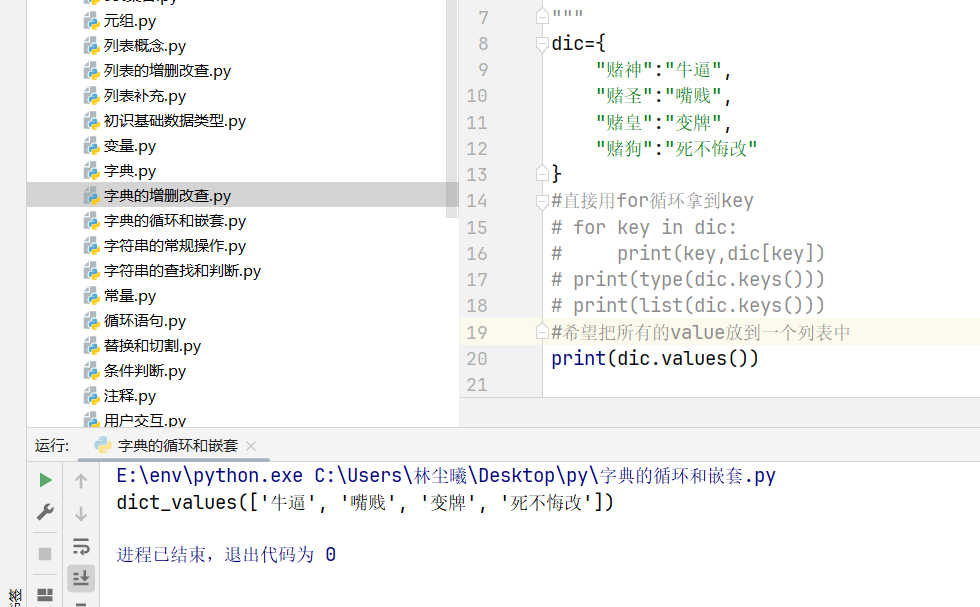 元组.py
列表概念.py
列表的增删改查.py
列表补充.py
初识基础数据类型.py
变量.py
字典.py
字典的增删改查.py
字典的循环和嵌套.py
字符串的常规操作.py
字符串的查找和判断.py
常量.py
循环语句.py
替换和切割.py
条件判断.py
注释.py
用户交互.py
7 """
8 dic={
9 "赌神":"牛逼",
10 "赌圣":"嘴贱",
11 "赌皇":"变牌",
12 "赌狗":"死不悔改"
13 }
14 #直接用for循环拿到key
15 # for key in dic:
16 #     print(key,dic[key])
17 # print(type(dic.keys()))
18 # print(list(dic.keys()))
19 #希望把所有的value放到一个列表中
20 print(dic.values())
21
运行: 字典的循环和嵌套
E:\env\python.exe C:\Users\林尘曦\Desktop\py\字典的循环和嵌套.py
dict_values(['牛逼', '嘴贱', '变牌', '死不悔改'])
进程已结束，退出代码为 0